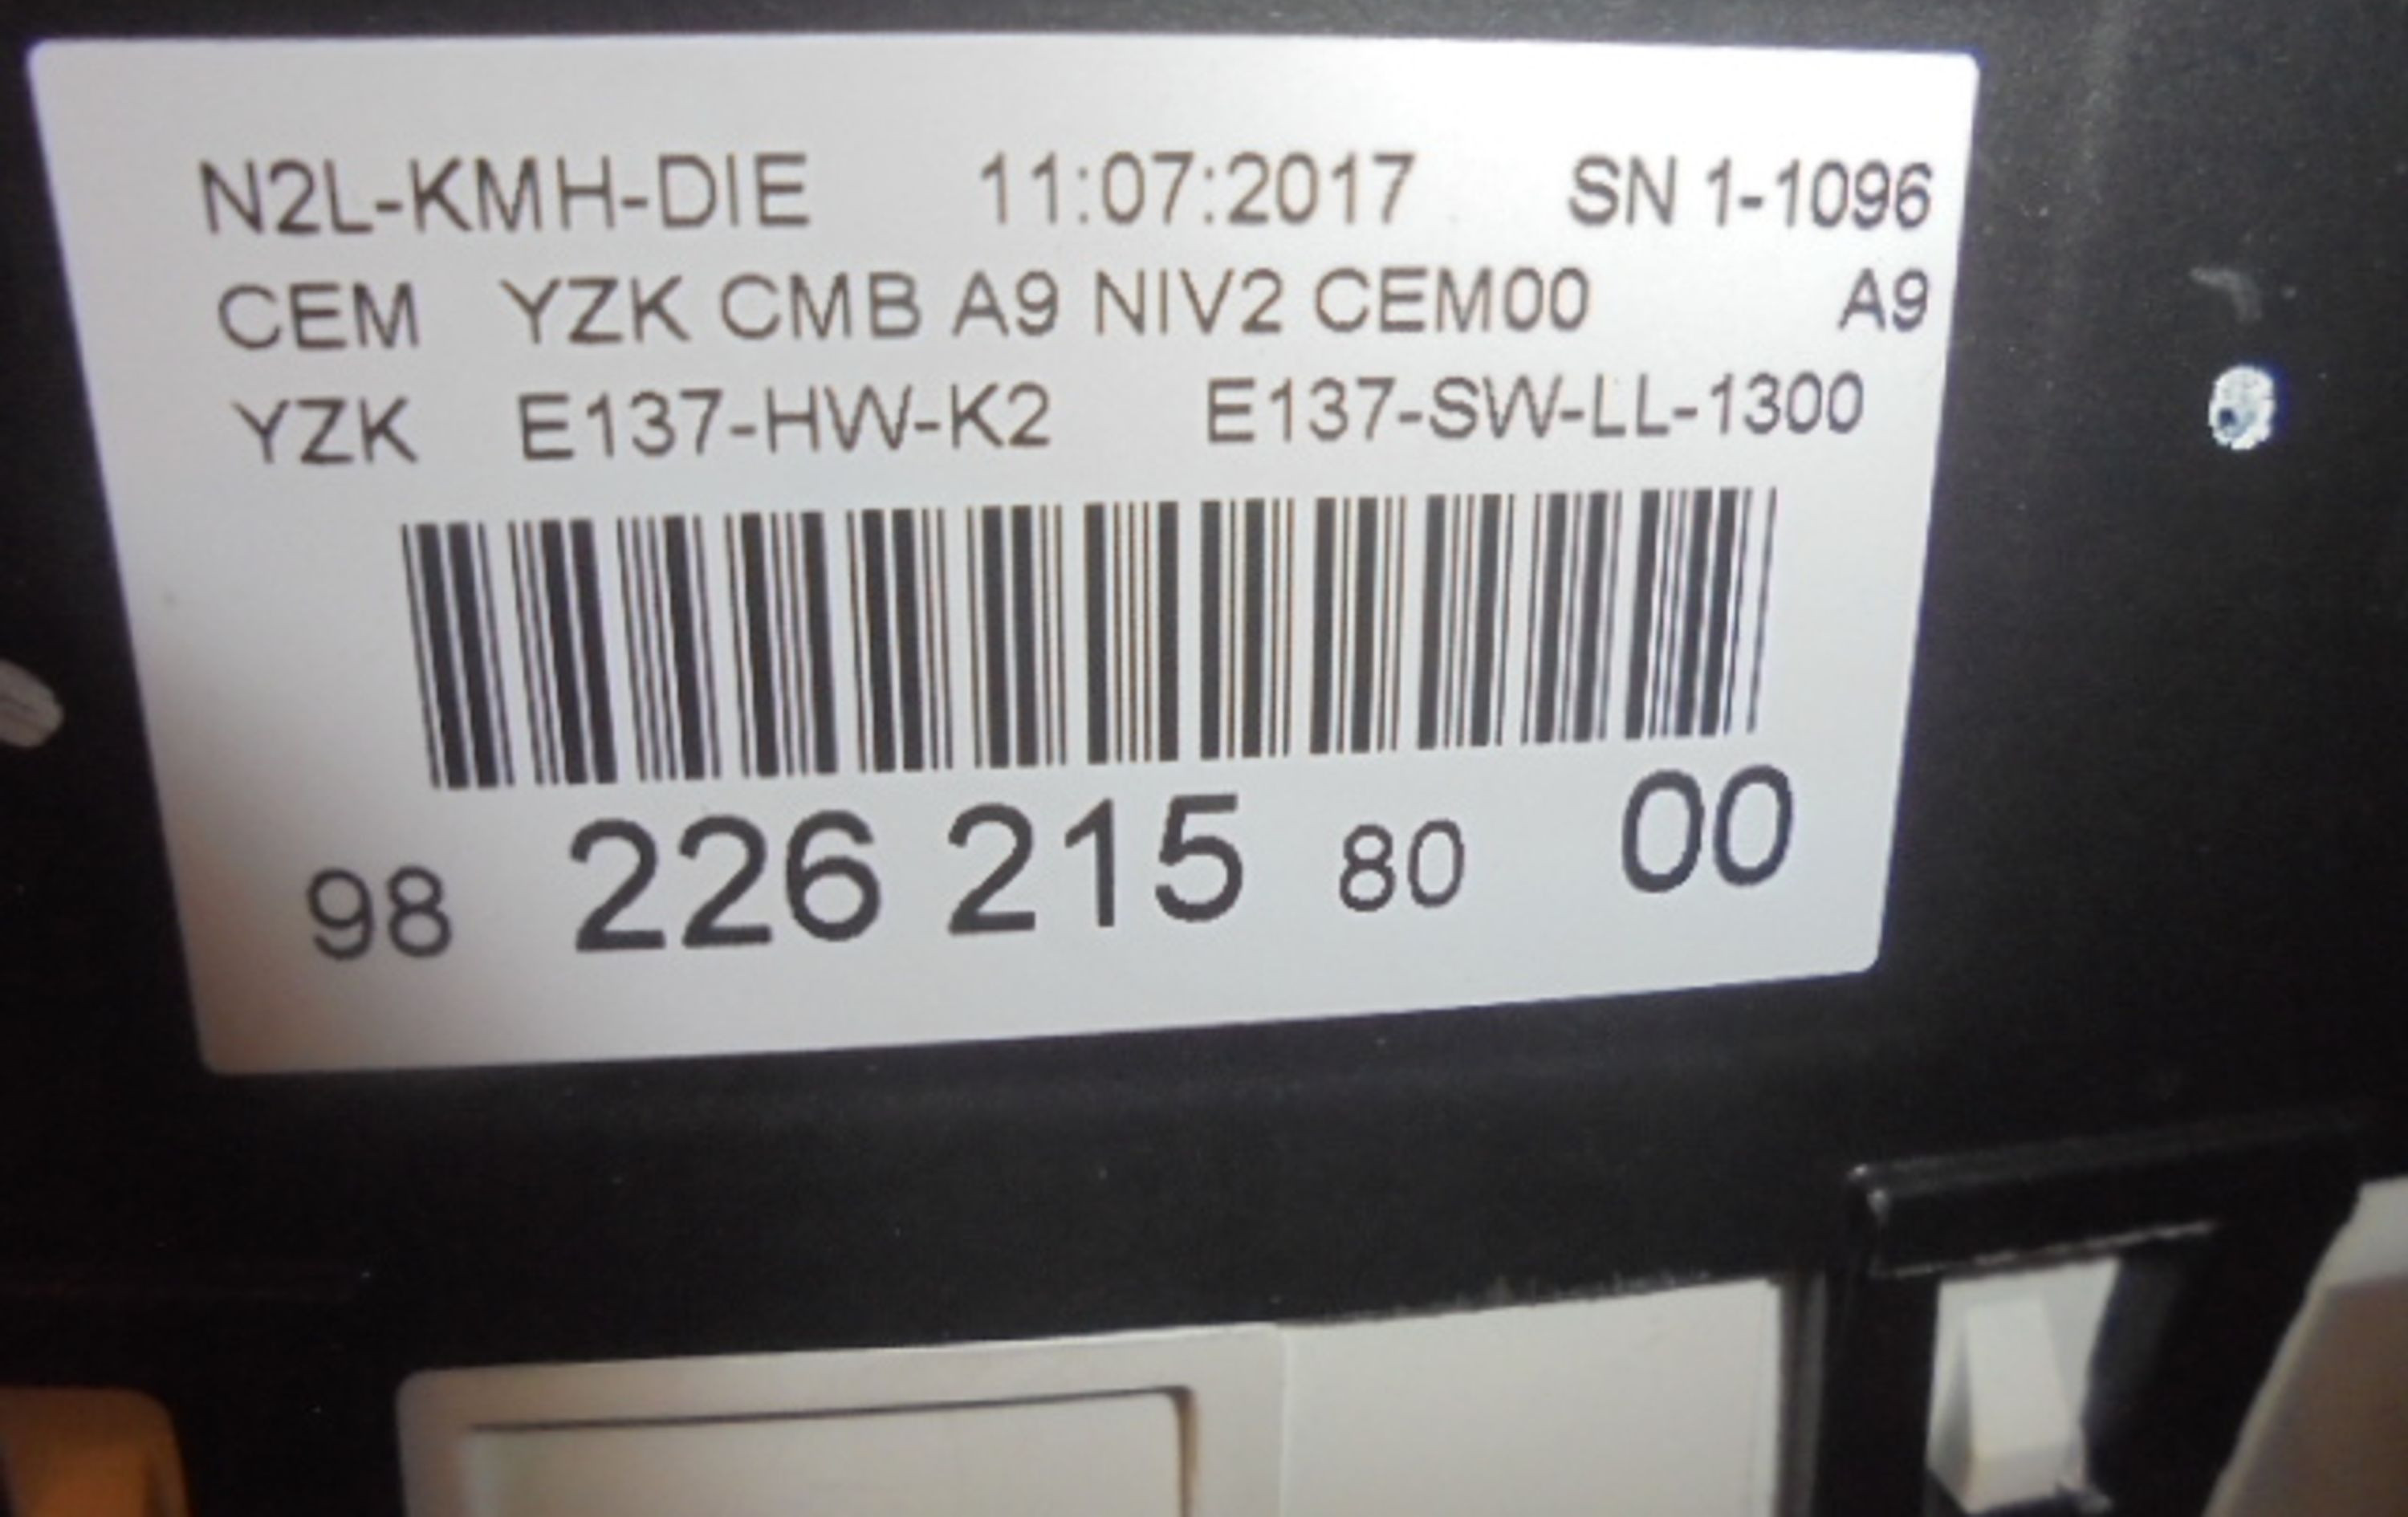 N2L-KMH-DIE 11:07:2017 SN 1-1096
CEM YZK CMB A9 NIV2 CEM00 A9
YZK E137-HW-K2 E137-SW-LL-1300
98 226 215 80 00